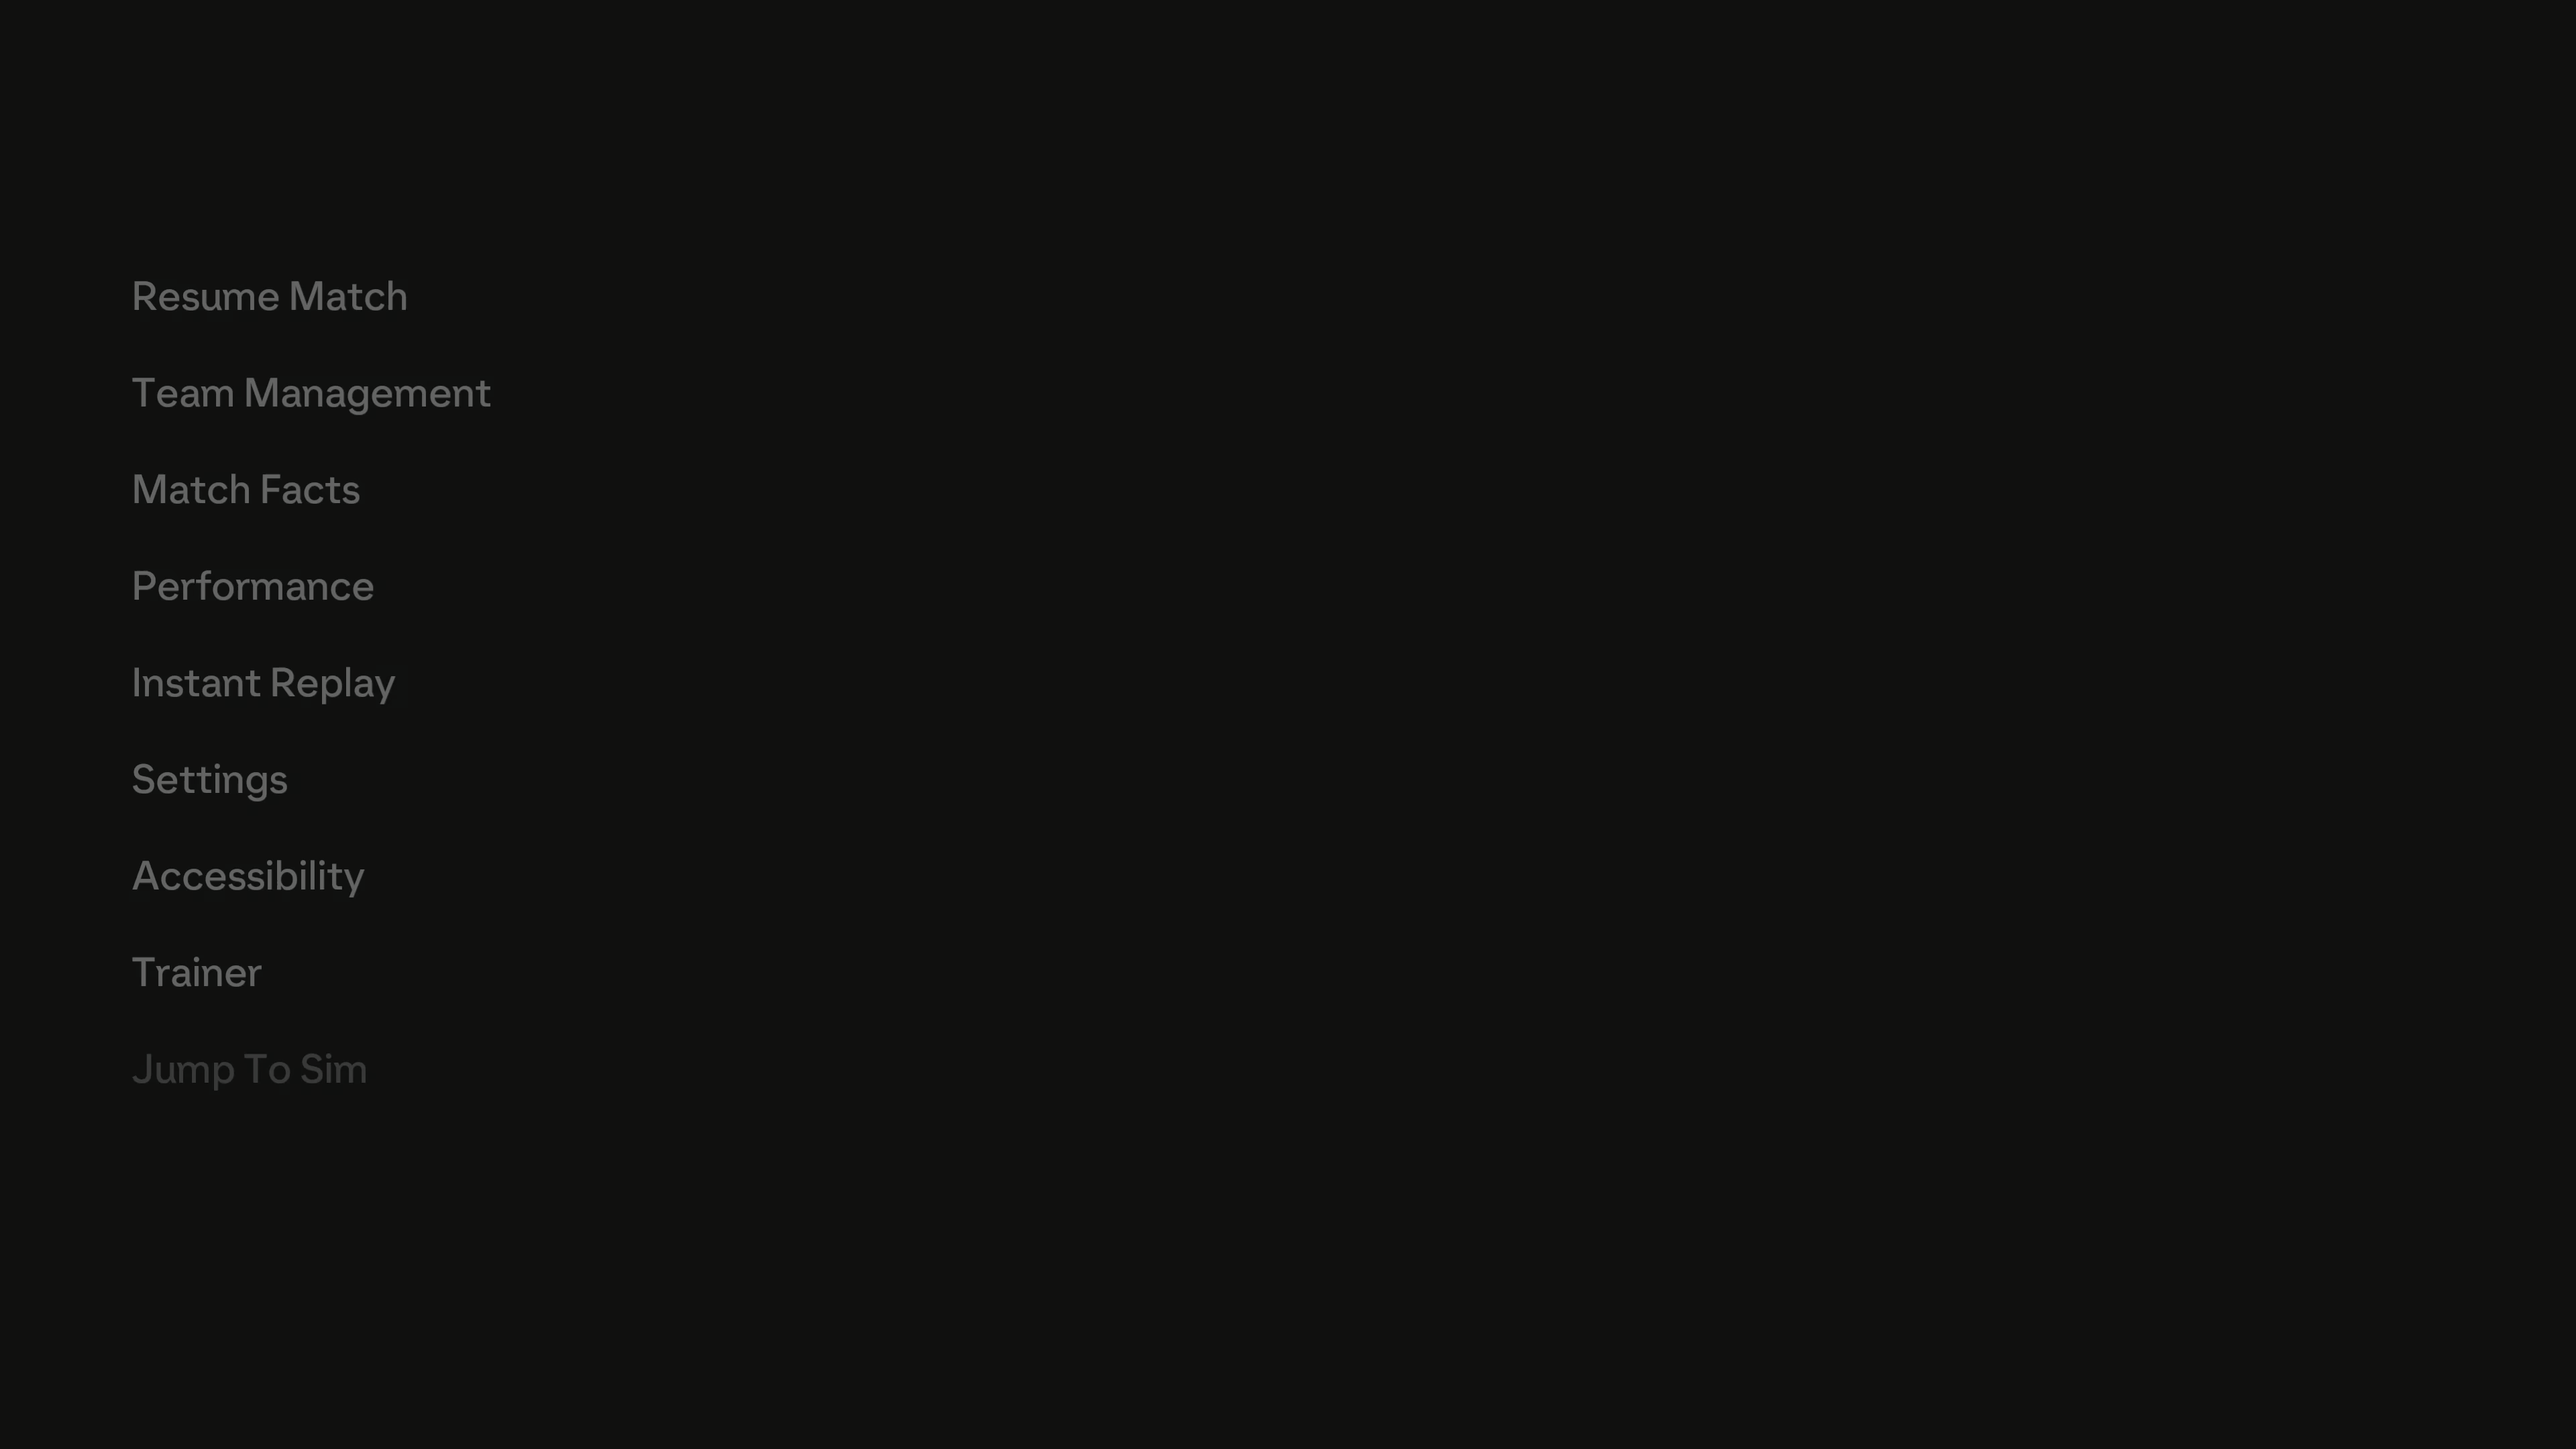 Resume Match
Team Management
Match Facts
Performance
Instant Replay
Settings
Accessibility
Trainer
Jump To Sim